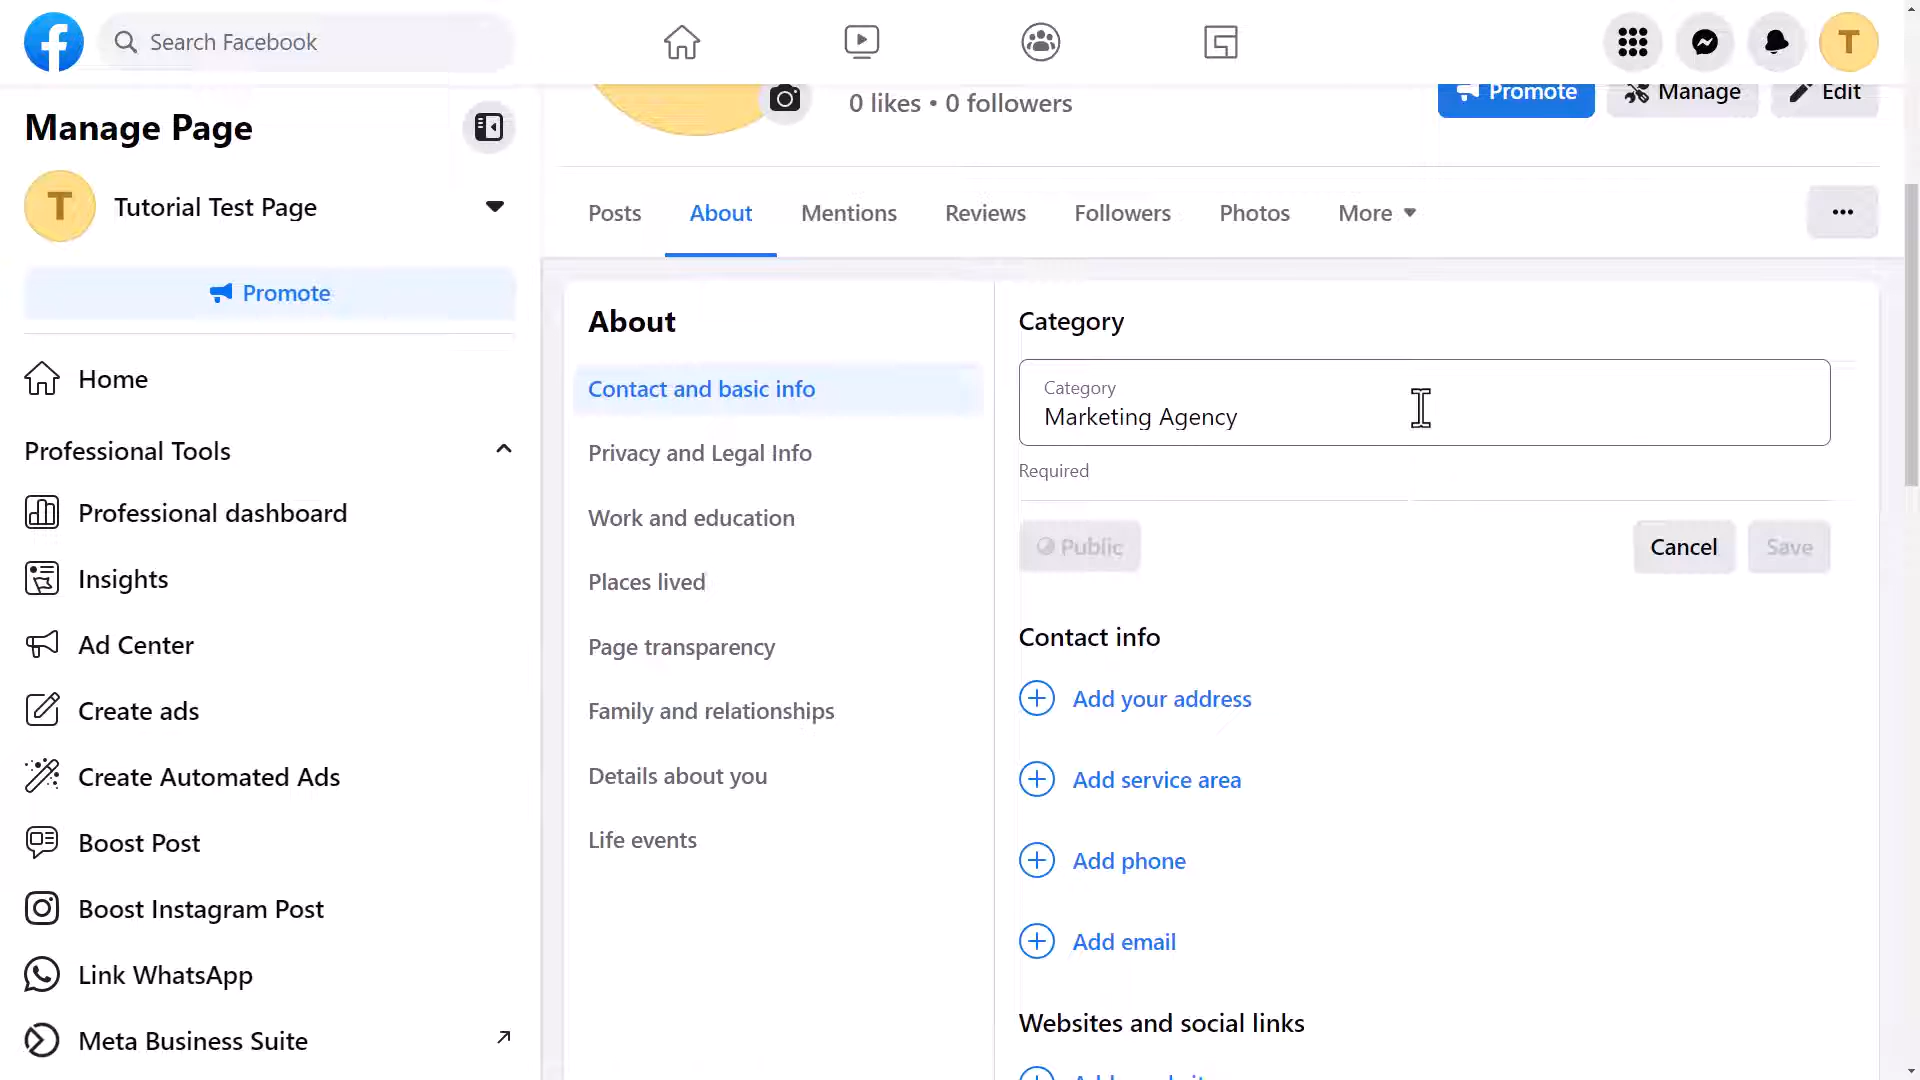 Search Facebook
T
Manage Page
T
Tutorial Test Page
Promote
Home
Professional Tools
Professional dashboard
Insights
Ad Center
Create ads
Create Automated Ads
Boost Post
Boost Instagram Post
Link WhatsApp
Meta Business Suite
0 likes • 0 followers
Promote
Manage
Edit
Posts
About
Mentions
Reviews
Followers
Photos
More
About
Contact and basic info
Privacy and Legal Info
Work and education
Places lived
Page transparency
Family and relationships
Details about you
Life events
Category
Category
Marketing Agency
Required
Public
Cancel
Save
Contact info
Add your address
Add service area
Add phone
Add email
Websites and social links